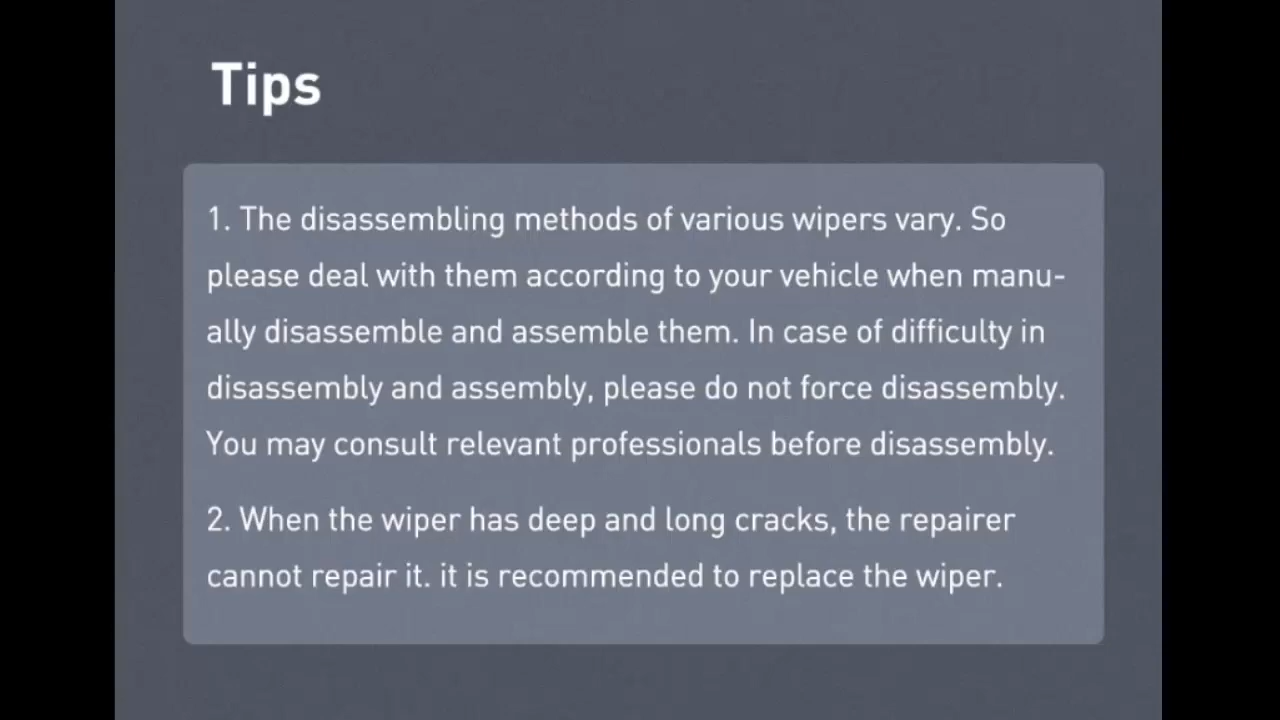 Tips
1. The disassembling methods of various wipers vary. So
please deal with them according to your vehicle when manu-
ally disassemble and assemble them. In case of difficulty in
disassembly and assembly, please do not force disassembly.
You may consult relevant professionals before disassembly.
2. When the wiper has deep and long cracks, the repairer
cannot repair it. it is recommended to replace the wiper.